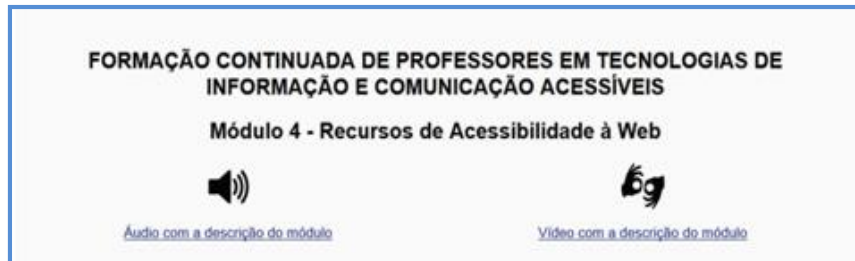 FORMAÇÃO CONTINUADA DE PROFESSORES EM TECNOLOGIAS DE
INFORMAÇÃO E COMUNICAÇÃO ACESSÍVEIS
Módulo 4 - Recursos de Acessibilidade à Web
Áudio com a descrição do módulo
Vídeo com a descrição do módulo